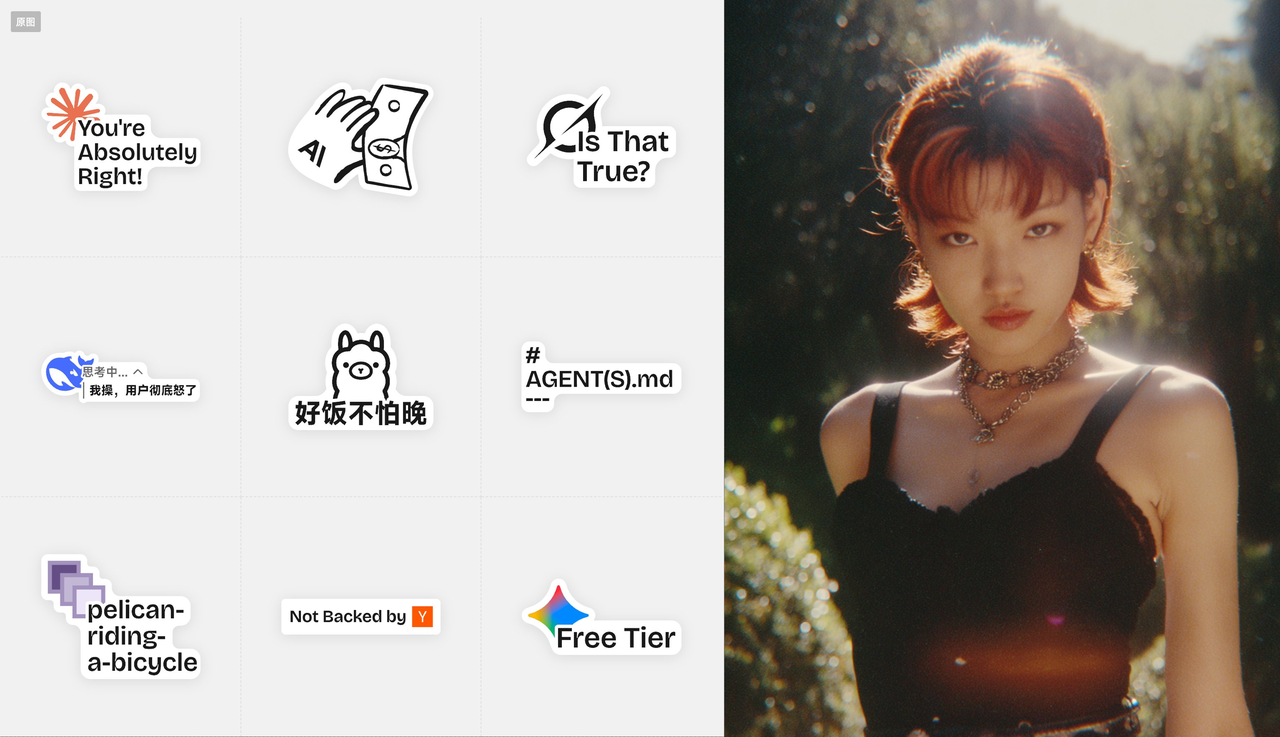 原图
You're
Absolutely
Right!
AI
$
Is That
True?
思考中...
我操，用户彻底怒了
好饭不怕晚
#
AGENT(S).md
---
pelican-
riding-
a-bicycle
Not Backed by Y
Free Tier